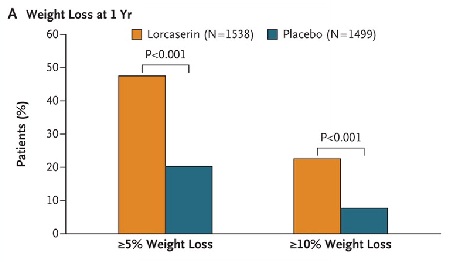 A Weight Loss at 1 Yr
Lorcaserin (N=1538) Placebo (N=1499)
60
50
40
30
20
10
0
Patients (%)
P<0.001
P<0.001
≥5% Weight Loss
≥10% Weight Loss